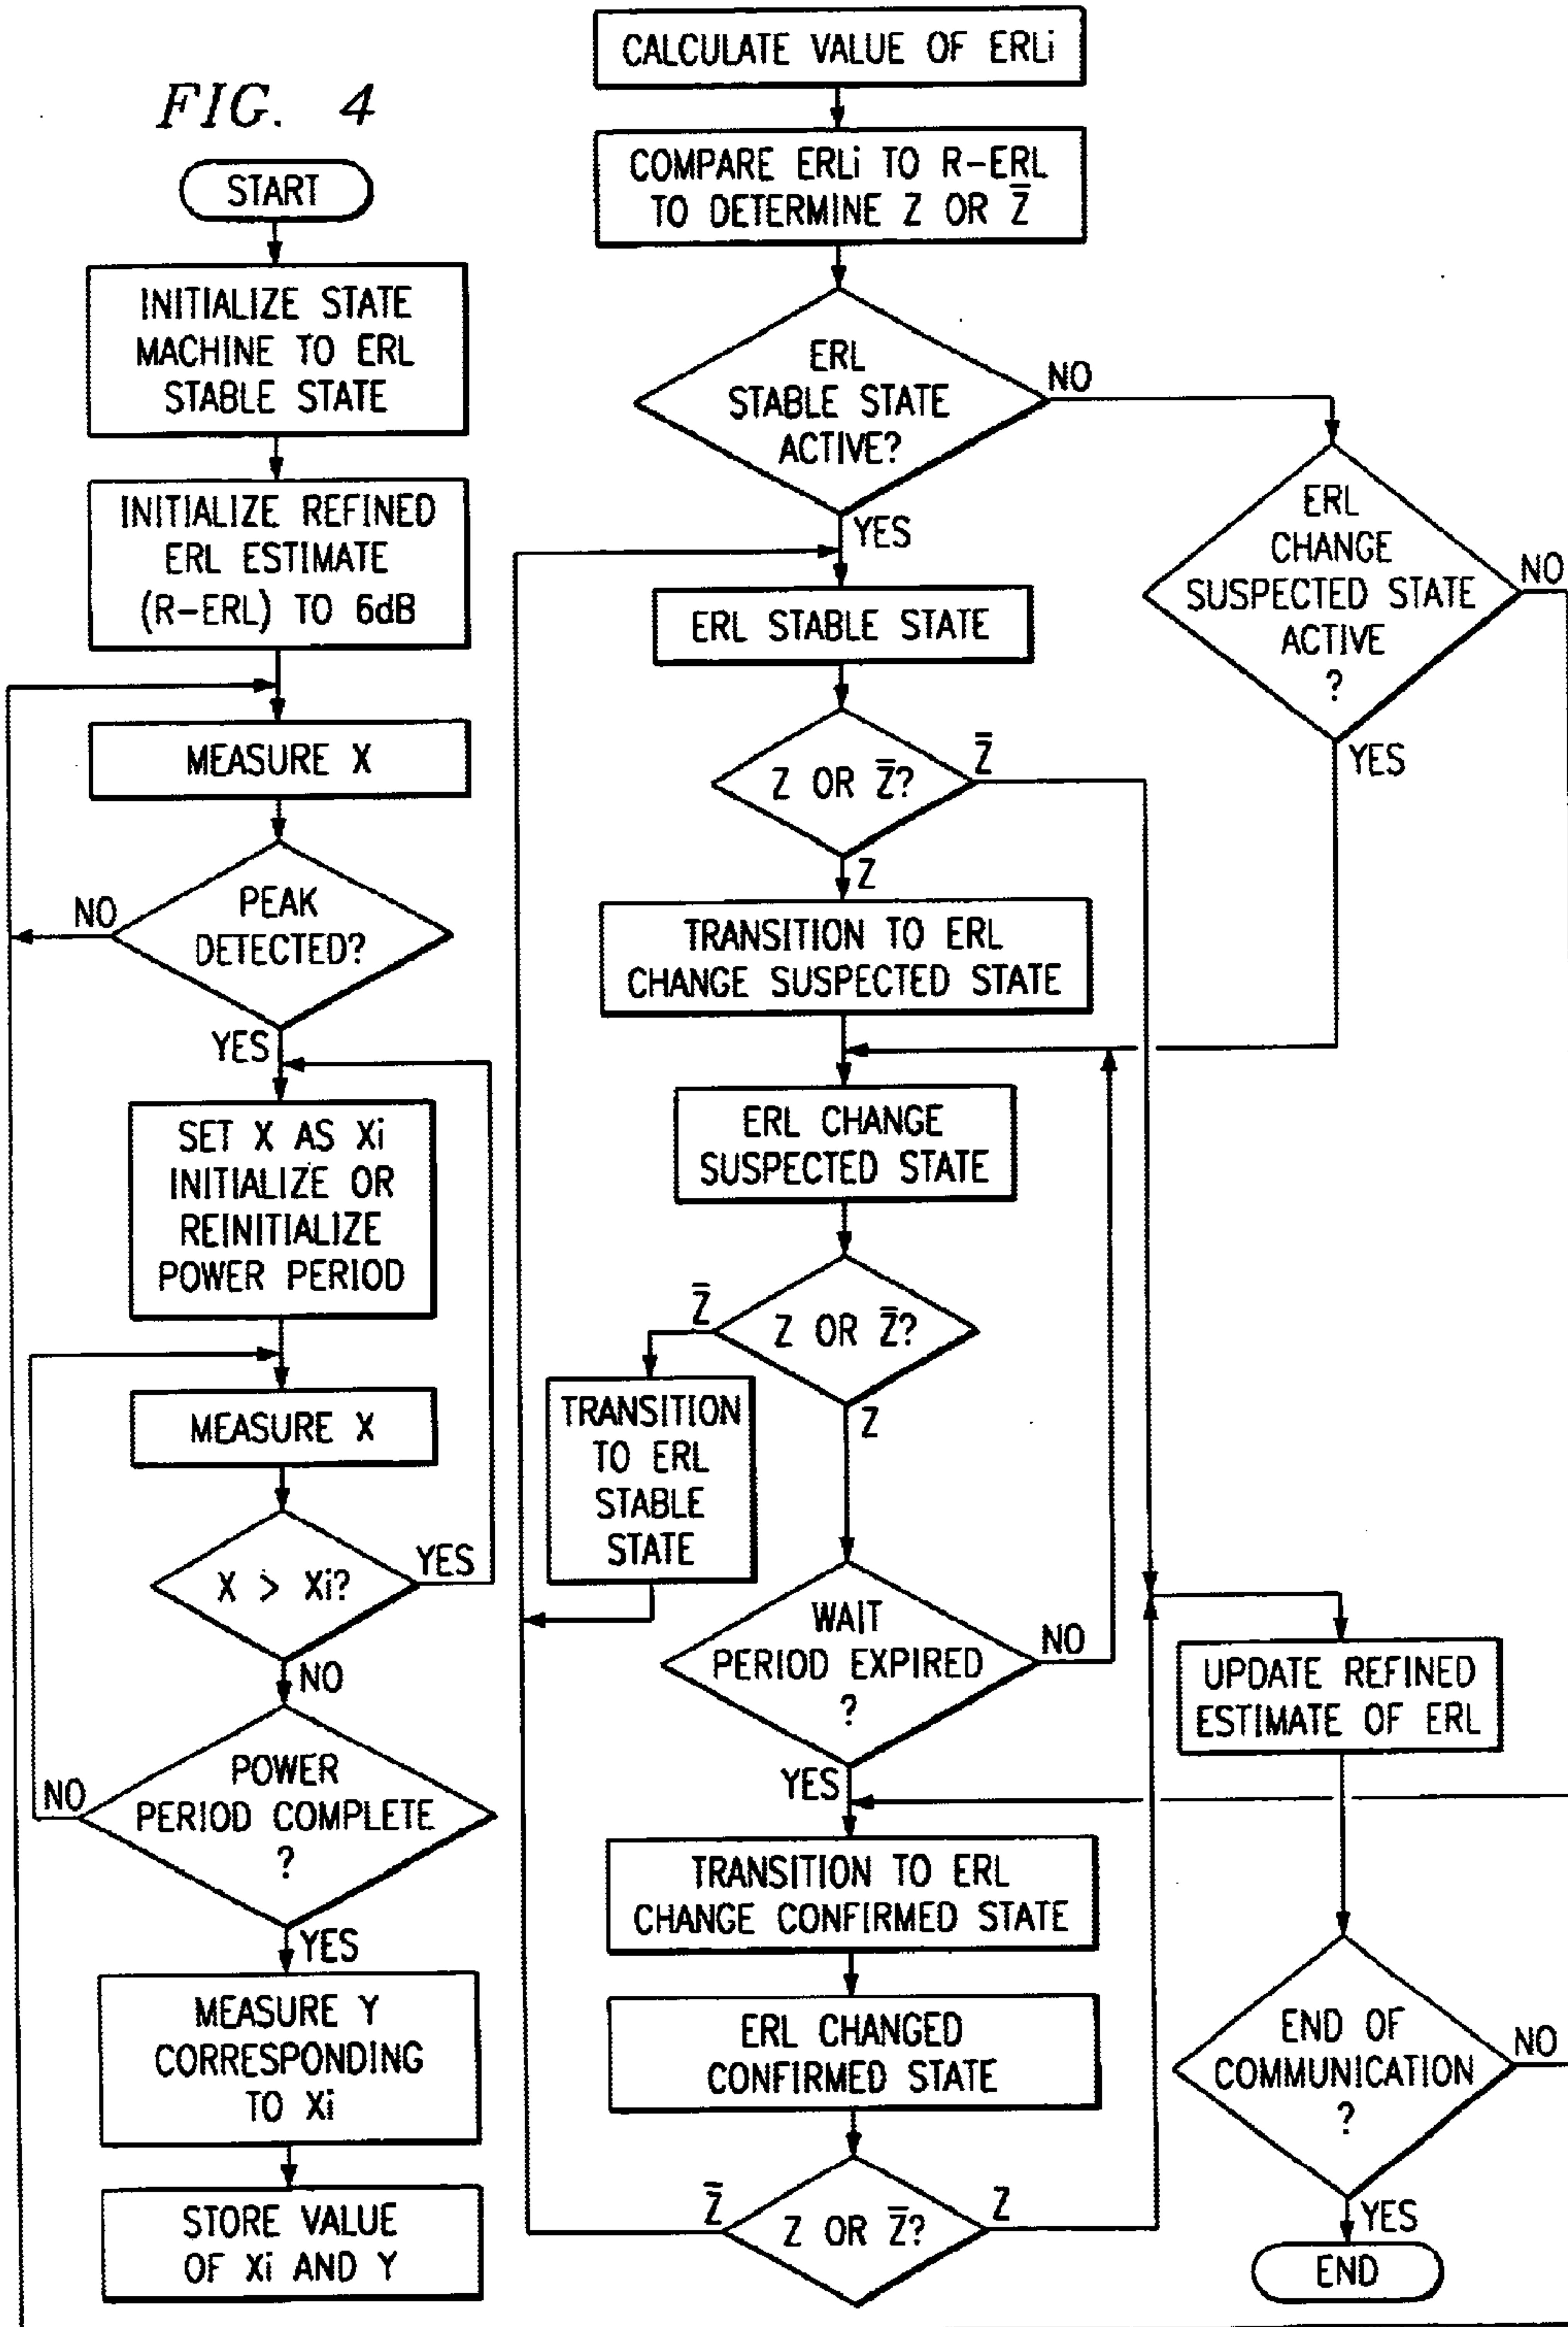 FIG. 4
START
INITIALIZE STATE
MACHINE TO ERL
STABLE STATE
INITIALIZE REFINED
ERL ESTIMATE
(R-ERL) TO 6dB
MEASURE X
PEAK
DETECTED?
NO
YES
SET X AS Xi
INITIALIZE OR
REINITIALIZE
POWER PERIOD
MEASURE X
X > Xi?
YES
NO
POWER
PERIOD COMPLETE
?
NO
YES
MEASURE Y
CORRESPONDING
TO Xi
STORE VALUE
OF Xi AND Y
CALCULATE VALUE OF ERLi
COMPARE ERLi TO R-ERL
TO DETERMINE Z OR Z̅
ERL
STABLE STATE
ACTIVE?
NO
YES
ERL
CHANGE
SUSPECTED STATE
ACTIVE
?
NO
YES
ERL STABLE STATE
Z OR Z̅?
Z̅
Z
TRANSITION TO ERL
CHANGE SUSPECTED STATE
ERL CHANGE
SUSPECTED STATE
Z OR Z̅?
Z̅
Z
TRANSITION
TO ERL
STABLE
STATE
WAIT
PERIOD EXPIRED
?
NO
YES
TRANSITION TO ERL
CHANGE CONFIRMED STATE
ERL CHANGED
CONFIRMED STATE
Z OR Z̅?
Z̅
Z
UPDATE REFINED
ESTIMATE OF ERL
END OF
COMMUNICATION
?
NO
YES
END